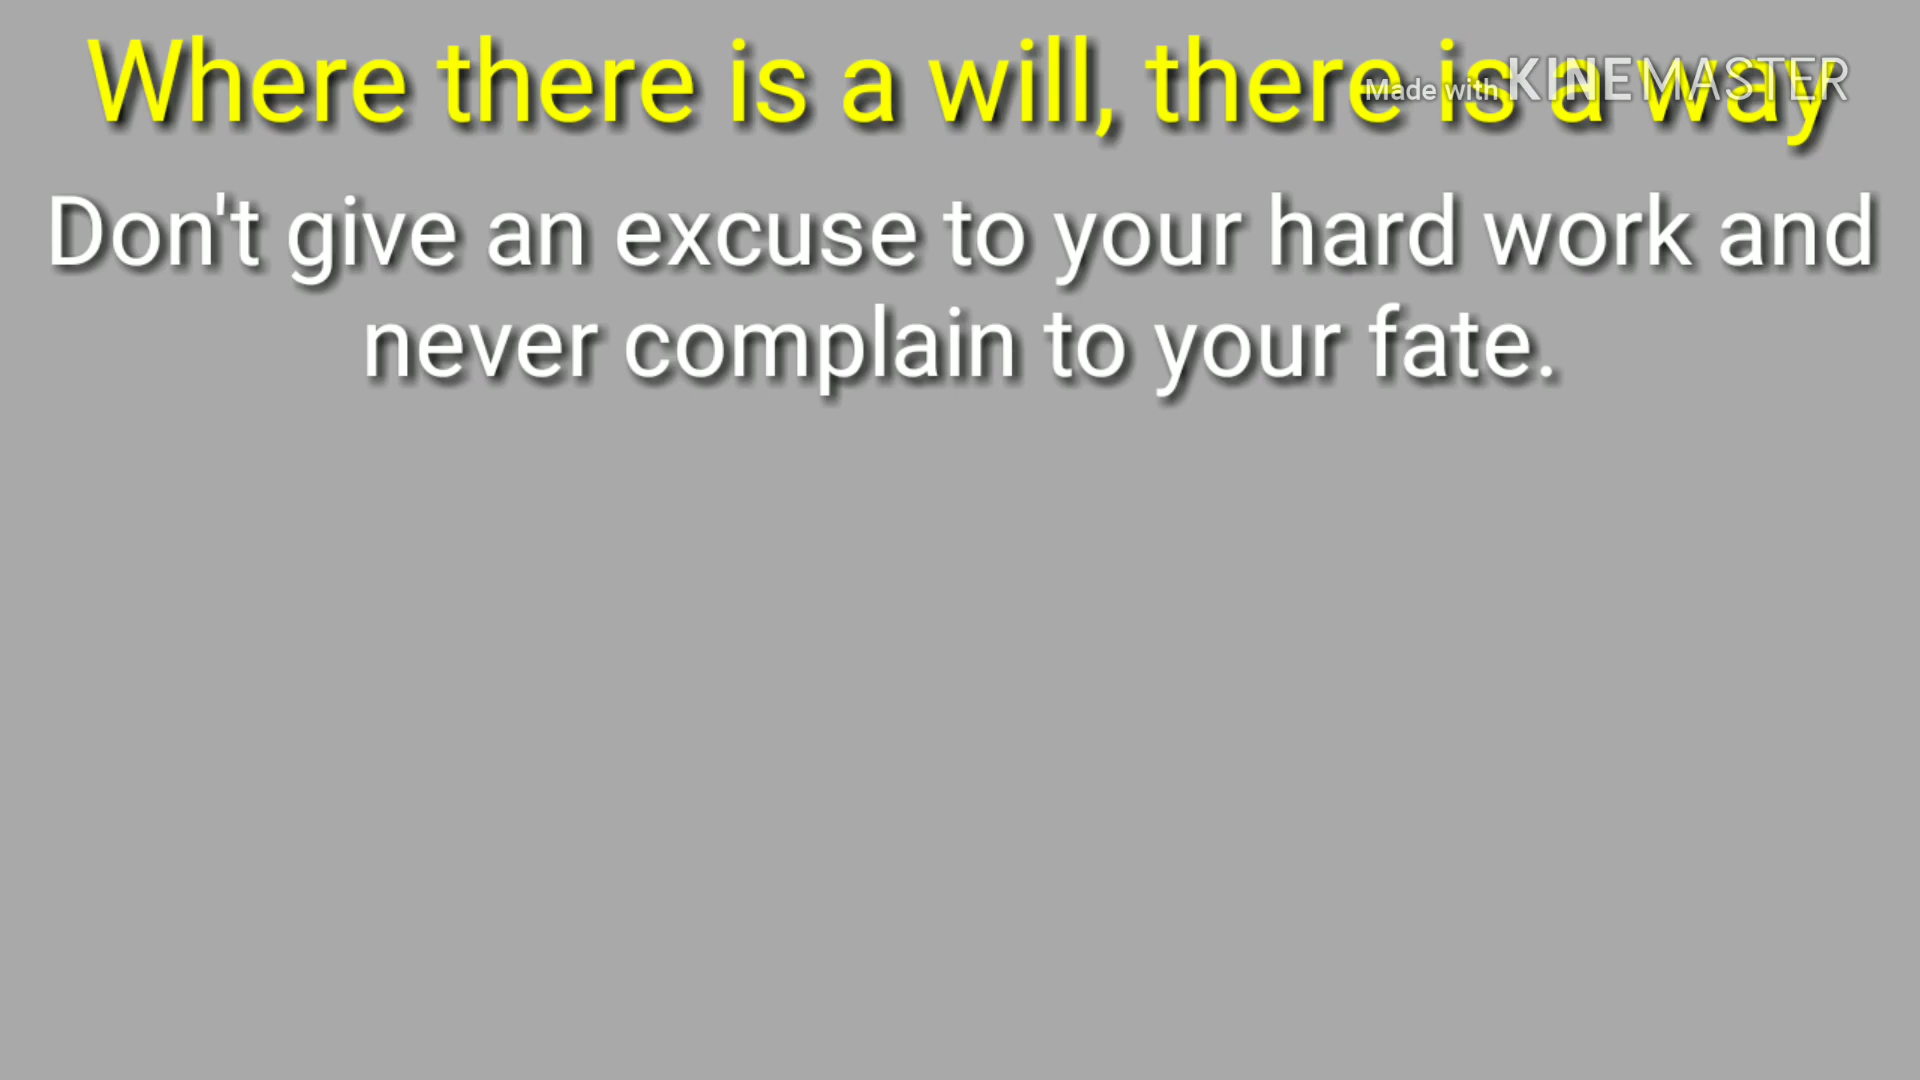 Where there is a will, there is a way
Made with KINEMASTER
Don't give an excuse to your hard work and
never complain to your fate.